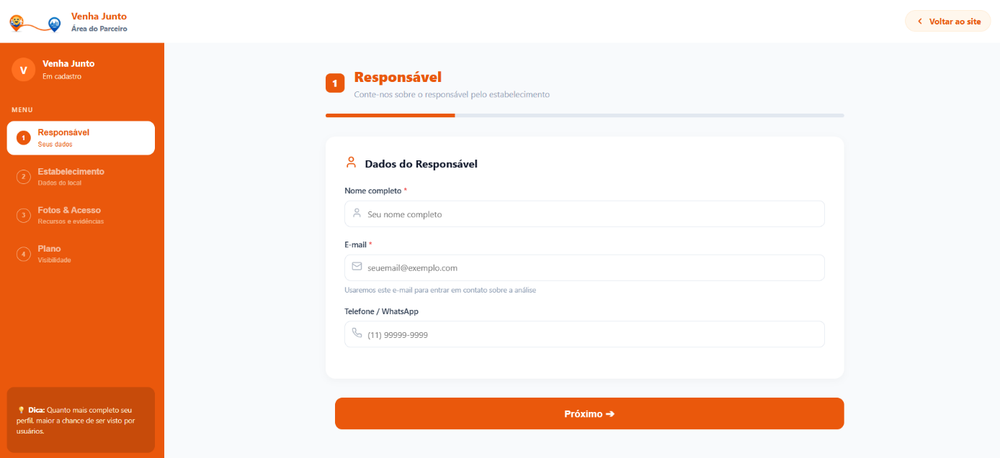 Venha Junto
Área do Parceiro
Voltar ao site
V
Venha Junto
Em cadastro
MENU
1
Responsável
Seus dados
2
Estabelecimento
Dados do local
3
Fotos & Acesso
Recursos e evidências
4
Plano
Visibilidade
💡 Dica: Quanto mais completo seu
perfil, maior a chance de ser visto por
usuários.
1
Responsável
Conte-nos sobre o responsável pelo estabelecimento
Dados do Responsável
Nome completo *
Seu nome completo
E-mail *
seuemail@exemplo.com
Usaremos este e-mail para entrar em contato sobre a análise
Telefone / WhatsApp
(11) 99999-9999
Próximo ➔